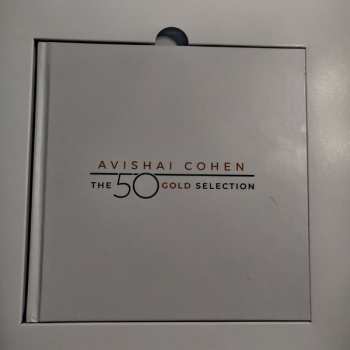 AVISHAI COHEN
THE 50 GOLD SELECTION